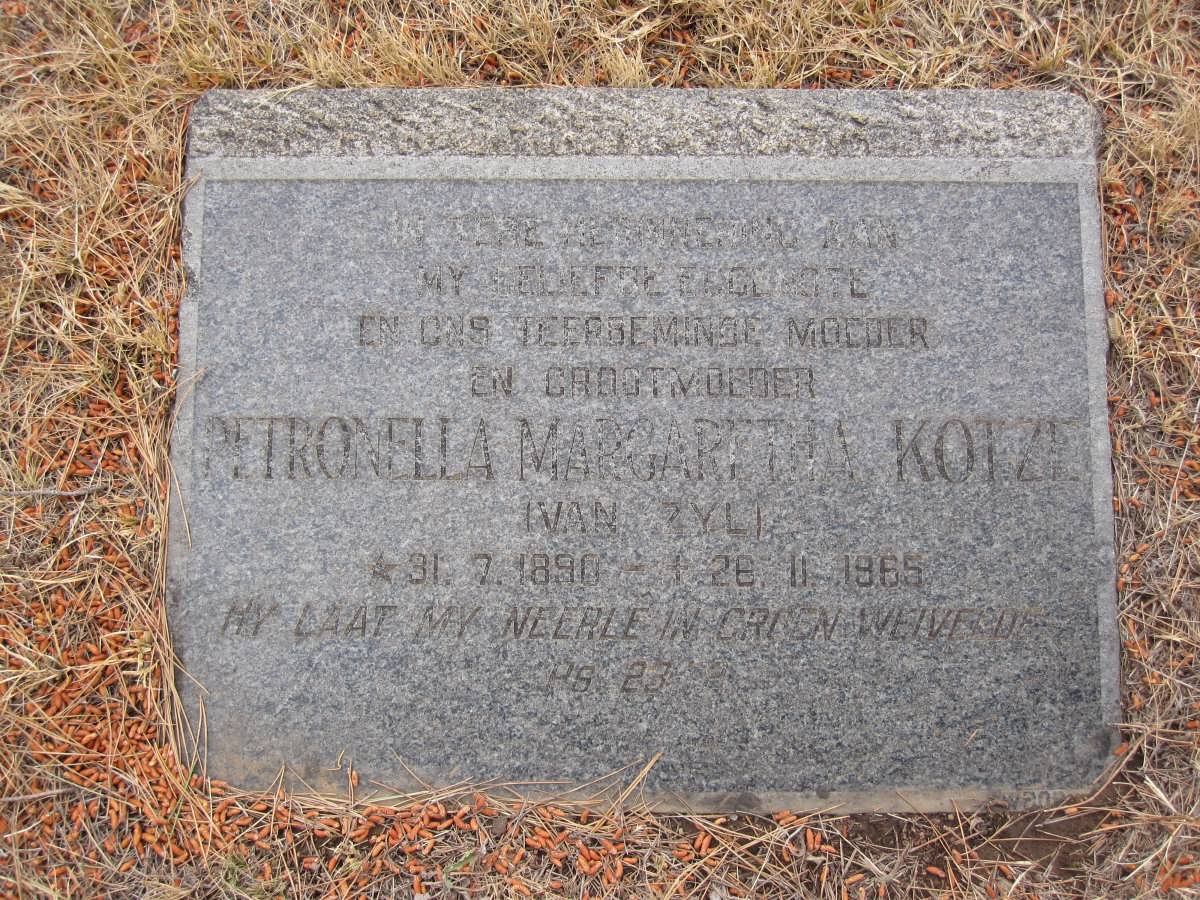 IN TERE HERINNERING AAN
MY GELIEFDE EGGENOTE
EN ONS TEERBEMINDE MOEDER
EN GROOTMOEDER
PETRONELLA MARGARETHA KOTZE
(VAN ZYL)
★ 31. 7. 1890 – † 28. 11. 1965
HY LAAT MY NEERLE IN GROEN WEIVELDE
PS. 23